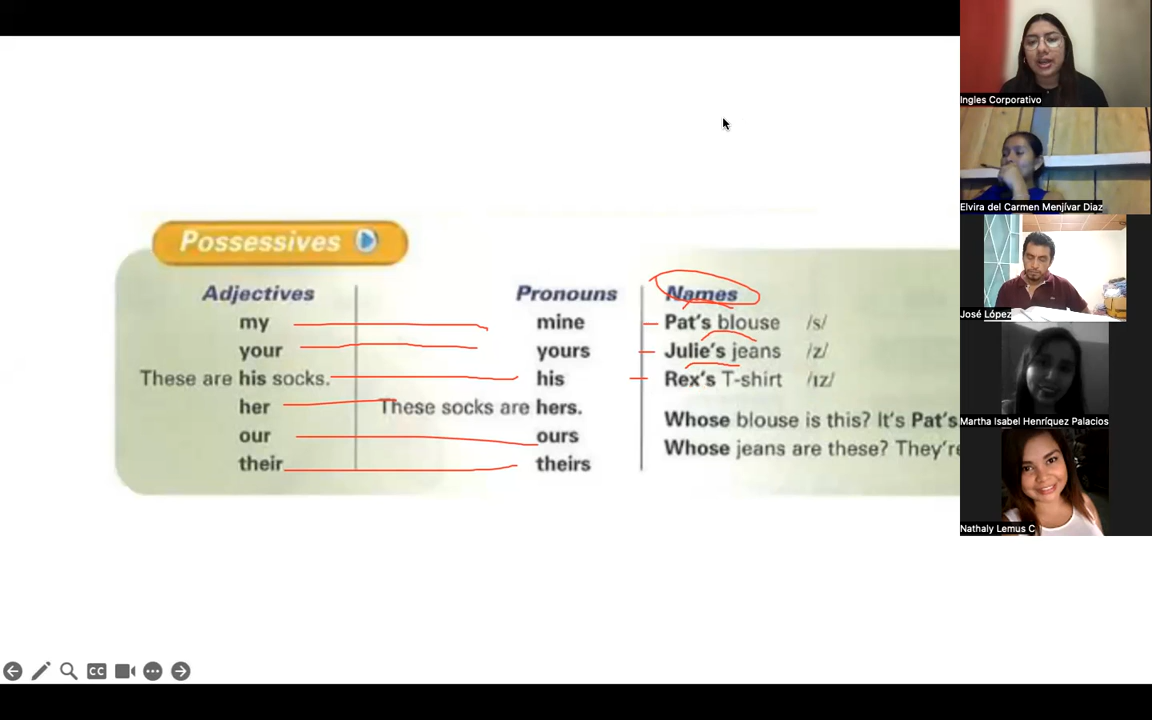 Possessives
Adjectives Pronouns Names
my mine Pat's blouse /s/
your yours Julie's jeans /z/
These are his socks. his Rex's T-shirt /ɪz/
her These socks are hers.
our ours Whose blouse is this? It's Pat's
their theirs Whose jeans are these? They're
Ingles Corporativo
Elvira del Carmen Menjívar Diaz
José López
Martha Isabel Henríquez Palacios
Nathaly Lemus C
CC